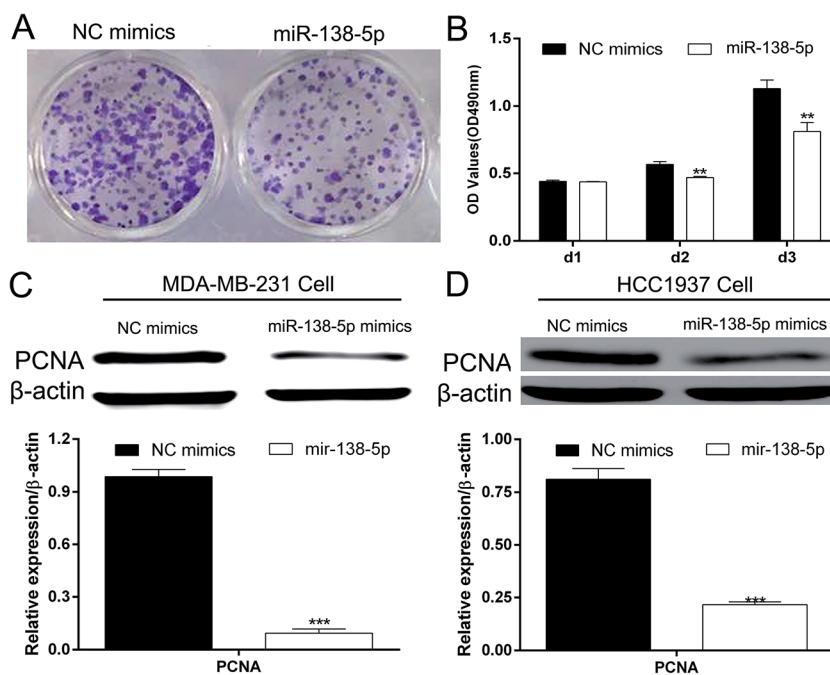 A
NC mimics
miR-138-5p
B
NC mimics
miR-138-5p
OD Values(OD490nm)
1.5
1.0
0.5
0.0
d1
d2
**
d3
**
C
MDA-MB-231 Cell
NC mimics
miR-138-5p mimics
PCNA
β-actin
Relative expression/β-actin
NC mimics
mir-138-5p
1.2
0.9
0.6
0.3
0.0
***
PCNA
D
HCC1937 Cell
NC mimics
miR-138-5p mimics
PCNA
β-actin
Relative expression/β-actin
NC mimics
mir-138-5p
1.00
0.75
0.50
0.25
0.00
***
PCNA